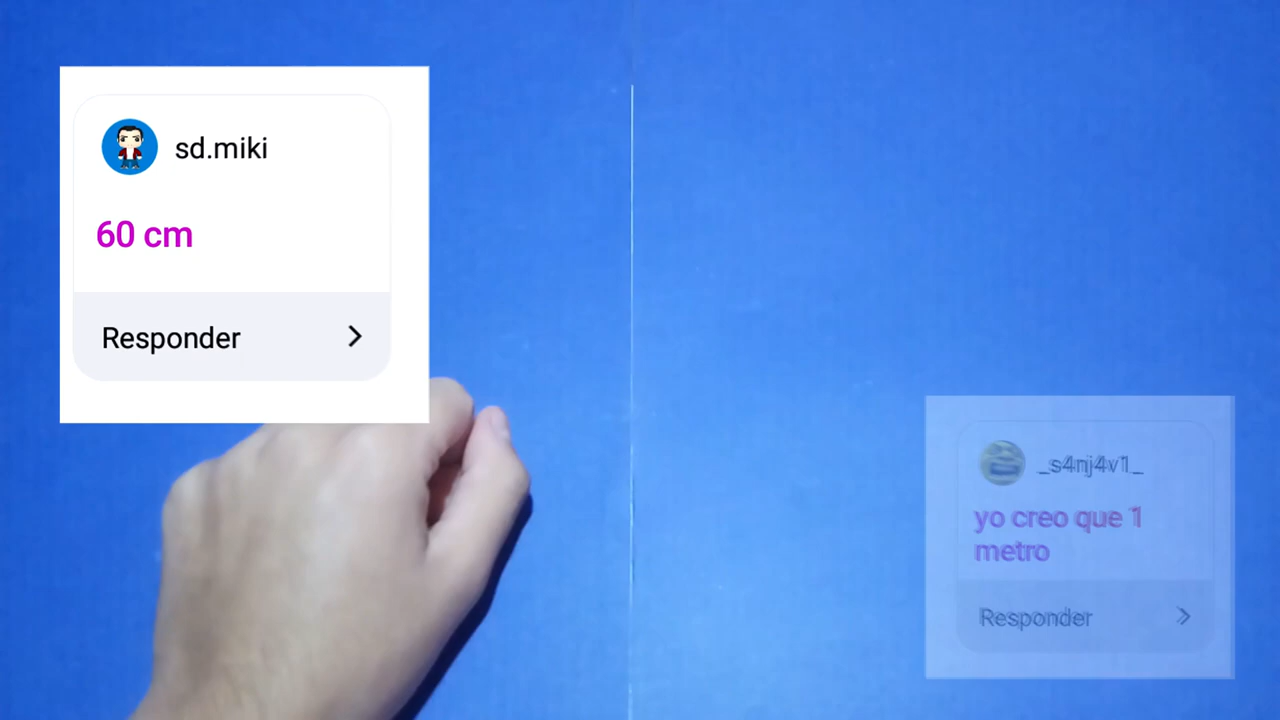 sd.miki
60 cm
Responder
_s4nj4v1_
yo creo que 1
metro
Responder